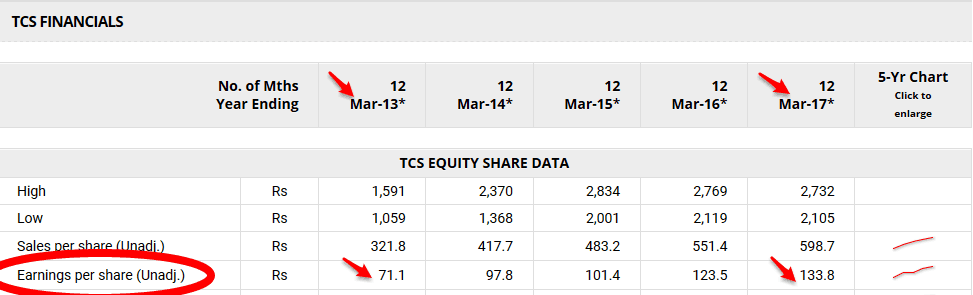 TCS FINANCIALS
No. of Mths 12 12 12 12 12 5-Yr Chart
Year Ending Mar-13* Mar-14* Mar-15* Mar-16* Mar-17* Click to
enlarge
TCS EQUITY SHARE DATA
High Rs 1,591 2,370 2,834 2,769 2,732
Low Rs 1,059 1,368 2,001 2,119 2,105
Sales per share (Unadj.) Rs 321.8 417.7 483.2 551.4 598.7
Earnings per share (Unadj.) Rs 71.1 97.8 101.4 123.5 133.8